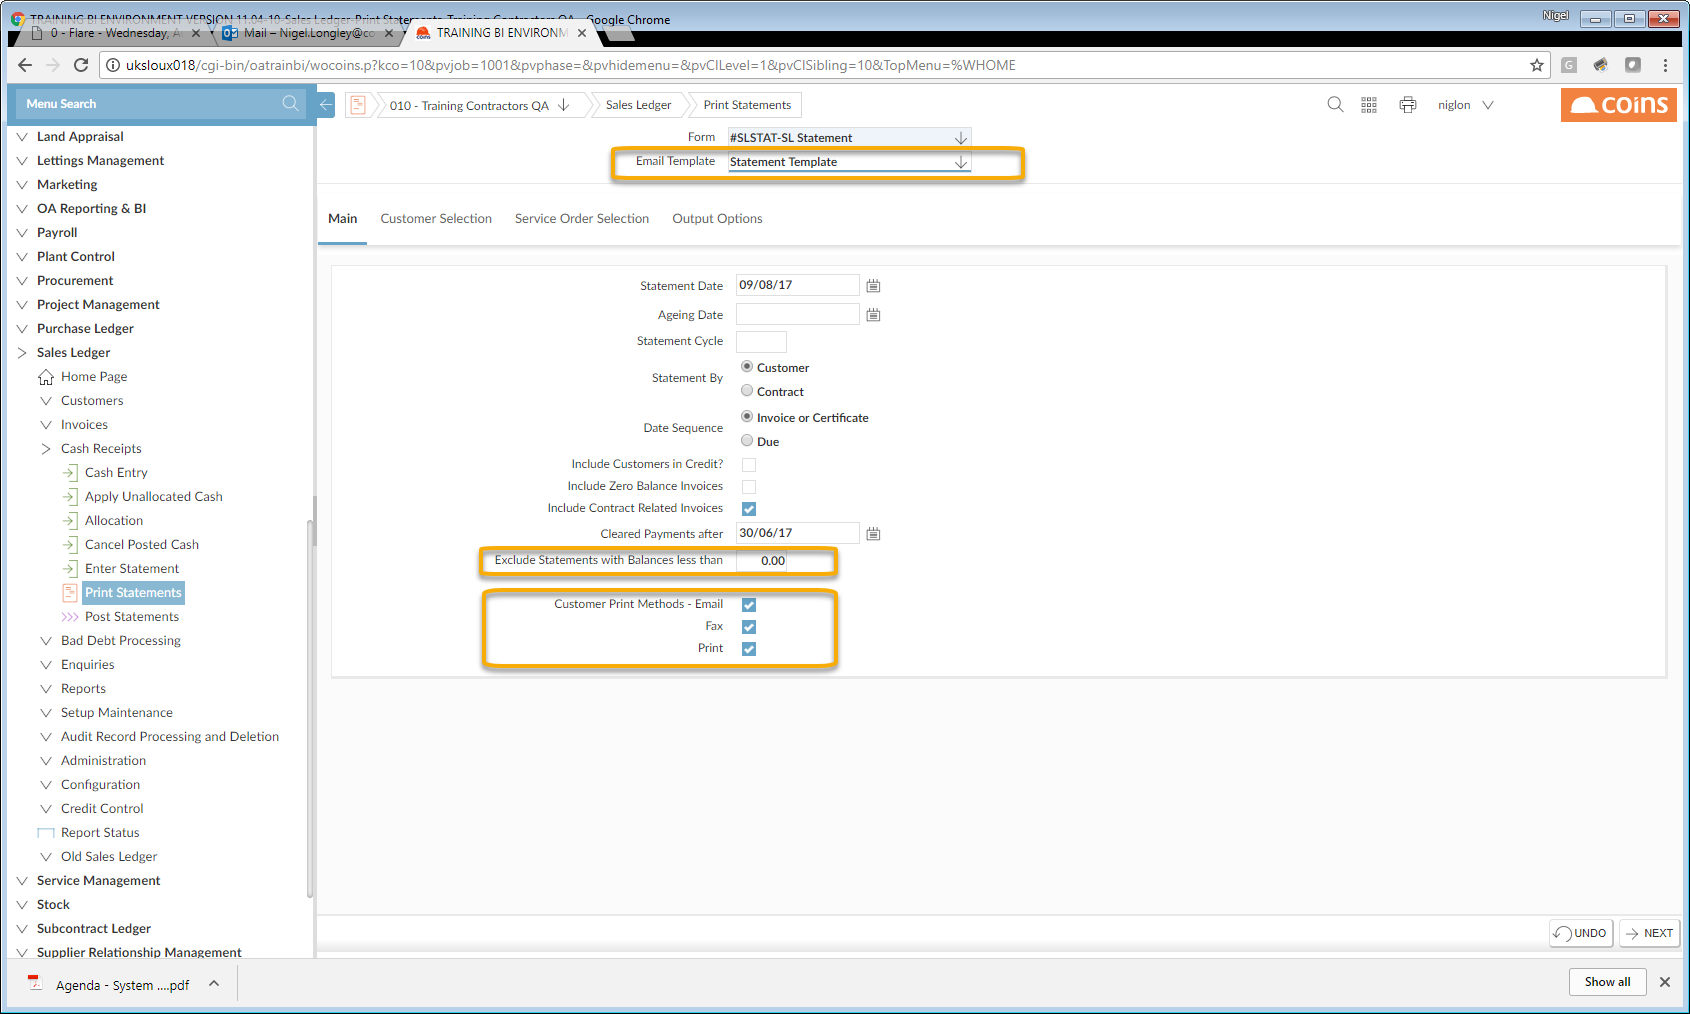 TRAINING BI ENVIRONMENT VERSION 11.04-10-Sales Ledger-Print Statements-Training Contractors QA - Google Chrome
Nigel
0 - Flare - Wednesday, A
Mail – Nigel.Longley@co
TRAINING BI ENVIRONM
uksloux018/cgi-bin/oatrainbi/wocoins.p?kco=10&pvjob=1001&pvphase=&pvhidemenu=&pvCILevel=1&pvCISibling=10&TopMenu=%WHOME
G
Menu Search
010 - Training Contractors QA
Sales Ledger
Print Statements
niglon
coins
Land Appraisal
Lettings Management
Marketing
OA Reporting & BI
Payroll
Plant Control
Procurement
Project Management
Purchase Ledger
Sales Ledger
Home Page
Customers
Invoices
Cash Receipts
Cash Entry
Apply Unallocated Cash
Allocation
Cancel Posted Cash
Enter Statement
Print Statements
Post Statements
Bad Debt Processing
Enquiries
Reports
Setup Maintenance
Audit Record Processing and Deletion
Administration
Configuration
Credit Control
Report Status
Old Sales Ledger
Service Management
Stock
Subcontract Ledger
Supplier Relationship Management
Form #SLSTAT-SL Statement
Email Template Statement Template
Main Customer Selection Service Order Selection Output Options
Statement Date 09/08/17
Ageing Date
Statement Cycle
Statement By
Customer
Contract
Date Sequence
Invoice or Certificate
Due
Include Customers in Credit?
Include Zero Balance Invoices
Include Contract Related Invoices
Cleared Payments after 30/06/17
Exclude Statements with Balances less than 0.00
Customer Print Methods - Email
Fax
Print
UNDO
NEXT
Agenda - System ....pdf
Show all